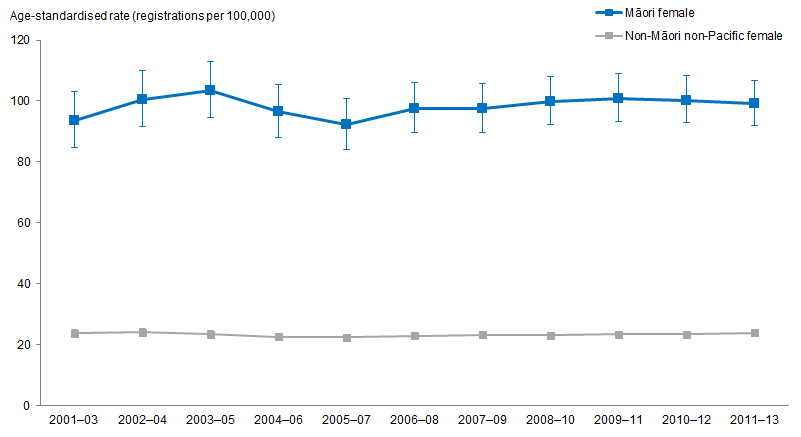 Age-standardised rate (registrations per 100,000)
Māori female
Non-Māori non-Pacific female
120
100
80
60
40
20
0
2001–03 2002–04 2003–05 2004–06 2005–07 2006–08 2007–09 2008–10 2009–11 2010–12 2011–13